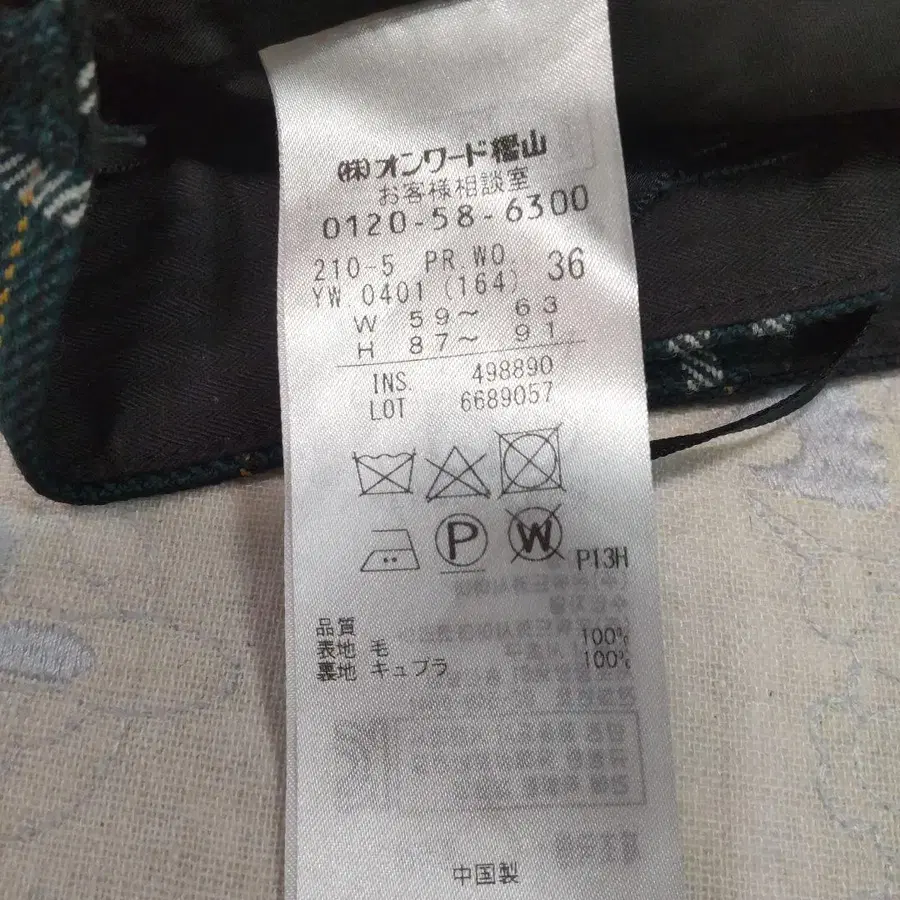 (株)オンワード樫山
お客様相談室
0120-58-6300
210-5 PR WO 36
YW 0401 (164)
W 59～ 63
H 87～ 91
INS. 498890
LOT 6689057
P
W
P13H
品質
表地 毛 100%
裏地 キュプラ 100%
中国製